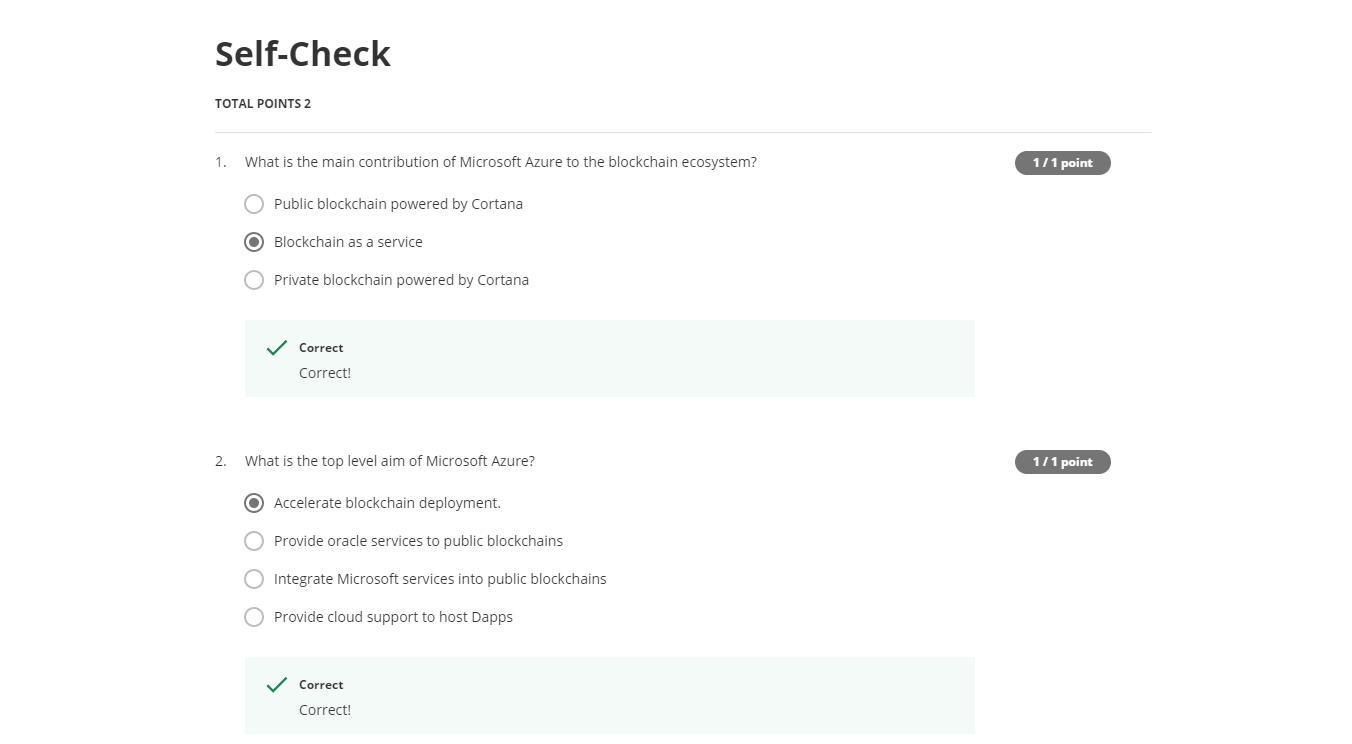 Self-Check
TOTAL POINTS 2
1. What is the main contribution of Microsoft Azure to the blockchain ecosystem? 1 / 1 point
Public blockchain powered by Cortana
Blockchain as a service
Private blockchain powered by Cortana
Correct
Correct!
2. What is the top level aim of Microsoft Azure? 1 / 1 point
Accelerate blockchain deployment.
Provide oracle services to public blockchains
Integrate Microsoft services into public blockchains
Provide cloud support to host Dapps
Correct
Correct!